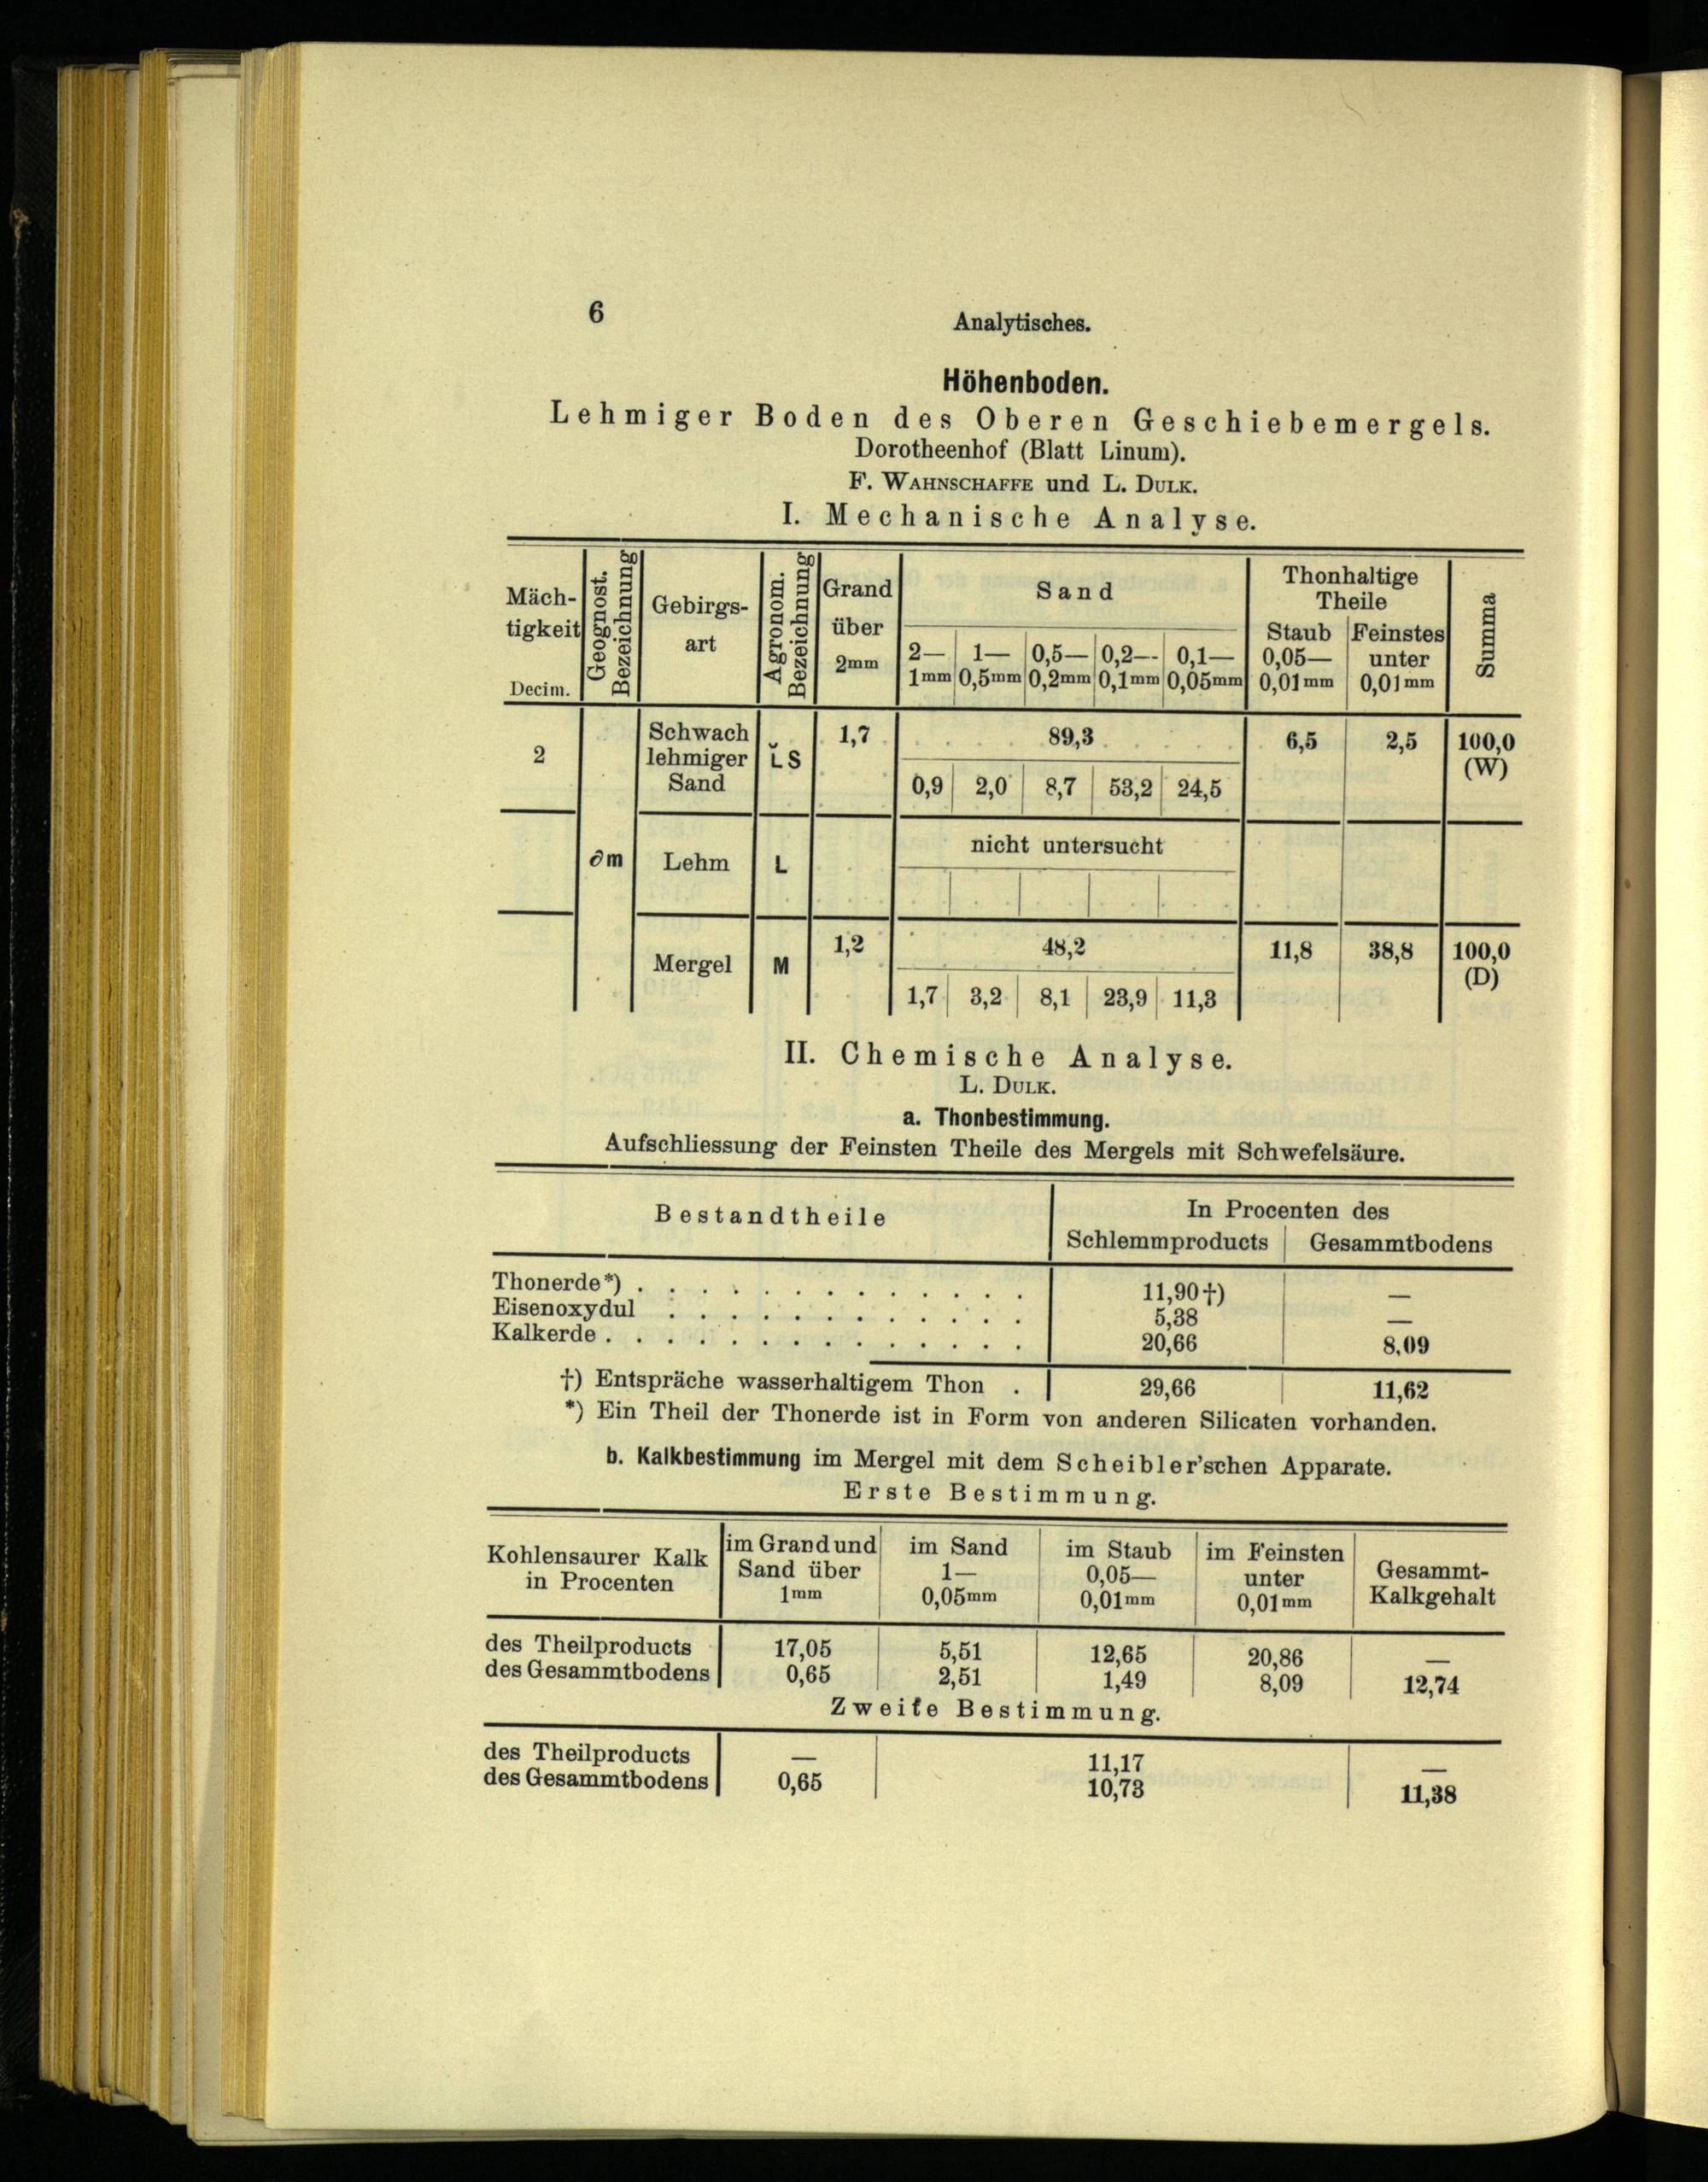 6
Analytisches.
Höhenboden.
Lehmiger Boden des Oberen Geschiebemergels.
Dorotheenhof (Blatt Linum).
F. WAHNSCHAFFE und L. DULK.
I. Mechanische Analyse.
Mäch-
tigkeit
Decim.
Geognost.
Bezeichnung
Gebirgs-
art
Agronom.
Bezeichnung
Grand
über
2mm
Sand
2—
1mm
1—
0,5mm
0,5—
0,2mm
0,2—
0,1mm
0,1—
0,05mm
Thonhaltige
Theile
Staub
0,05—
0,01mm
Feinstes
unter
0,01mm
Summa
2
Schwach
lehmiger
Sand
L̆S
1,7
89,3
6,5
2,5
100,0
(W)
0,9 2,0 8,7 53,2 24,5
∂m
Lehm
L
nicht untersucht
Mergel
M
1,2
48,2
11,8
38,8
100,0
(D)
1,7 3,2 8,1 23,9 11,3
II. Chemische Analyse.
L. DULK.
a. Thonbestimmung.
Aufschliessung der Feinsten Theile des Mergels mit Schwefelsäure.
Bestandtheile
In Procenten des
Schlemmproducts Gesammtbodens
Thonerde*) . . . . . . . . . . . . . 11,90†) —
Eisenoxydul . . . . . . . . . . . . 5,38 —
Kalkerde . . . . . . . . . . . . . . 20,66 8,09
†) Entspräche wasserhaltigem Thon . 29,66 11,62
*) Ein Theil der Thonerde ist in Form von anderen Silicaten vorhanden.
b. Kalkbestimmung im Mergel mit dem Scheibler'schen Apparate.
Erste Bestimmung.
Kohlensaurer Kalk
in Procenten
im Grand und
Sand über
1mm
im Sand
1—
0,05mm
im Staub
0,05—
0,01mm
im Feinsten
unter
0,01mm
Gesammt-
Kalkgehalt
des Theilproducts 17,05 5,51 12,65 20,86 —
des Gesammtbodens 0,65 2,51 1,49 8,09 12,74
Zweite Bestimmung.
des Theilproducts — 11,17 —
des Gesammtbodens 0,65 10,73 11,38